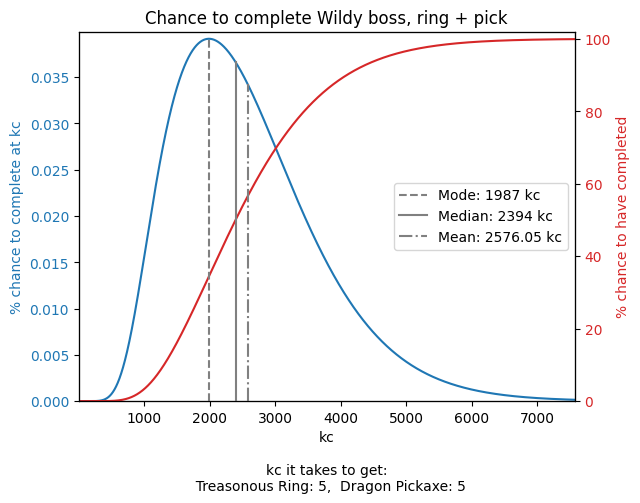 Chance to complete Wildy boss, ring + pick
% chance to complete at kc
0.035
0.030
0.025
0.020
0.015
0.010
0.005
0.000
100
80
60
40
20
0
% chance to have completed
Mode: 1987 kc
Median: 2394 kc
Mean: 2576.05 kc
1000 2000 3000 4000 5000 6000 7000
kc
kc it takes to get:
Treasonous Ring: 5,  Dragon Pickaxe: 5